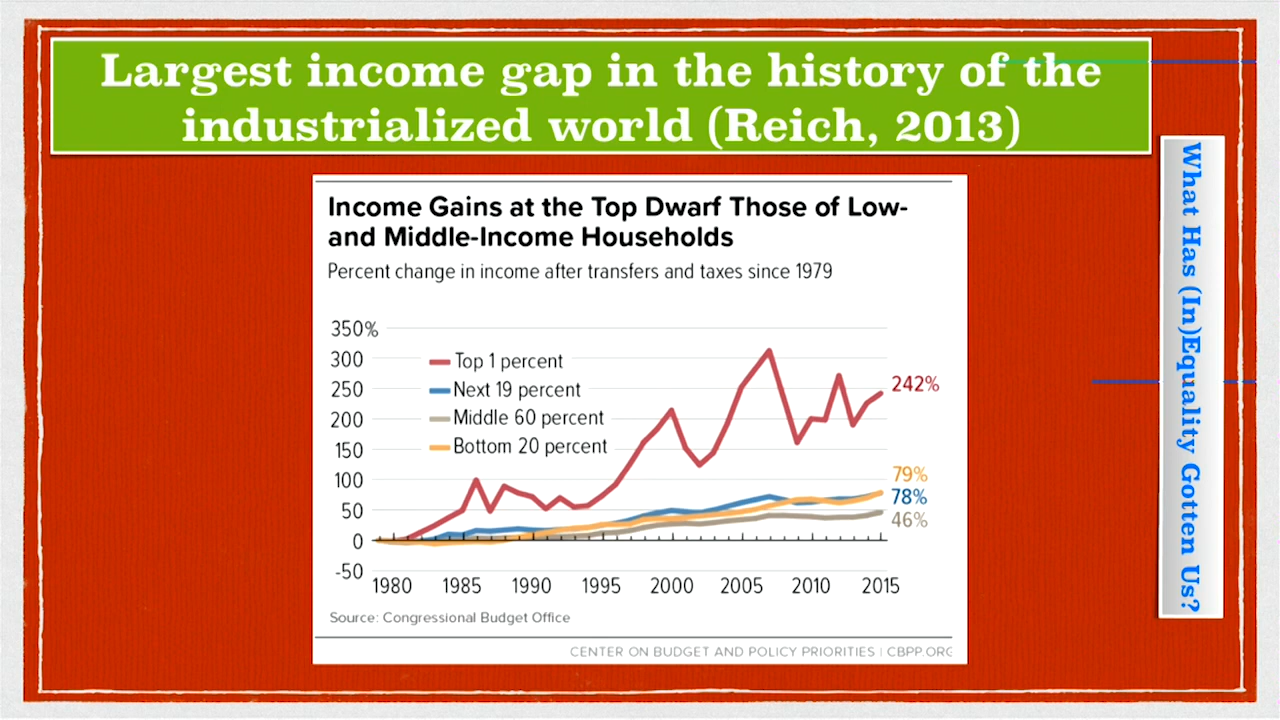 Largest income gap in the history of the
industrialized world (Reich, 2013)
What Has (In)Equality Gotten Us?
Income Gains at the Top Dwarf Those of Low-
and Middle-Income Households
Percent change in income after transfers and taxes since 1979
350%
300
250
200
150
100
50
0
-50
Top 1 percent
Next 19 percent
Middle 60 percent
Bottom 20 percent
242%
79%
78%
46%
1980 1985 1990 1995 2000 2005 2010 2015
Source: Congressional Budget Office
CENTER ON BUDGET AND POLICY PRIORITIES | CBPP.ORG